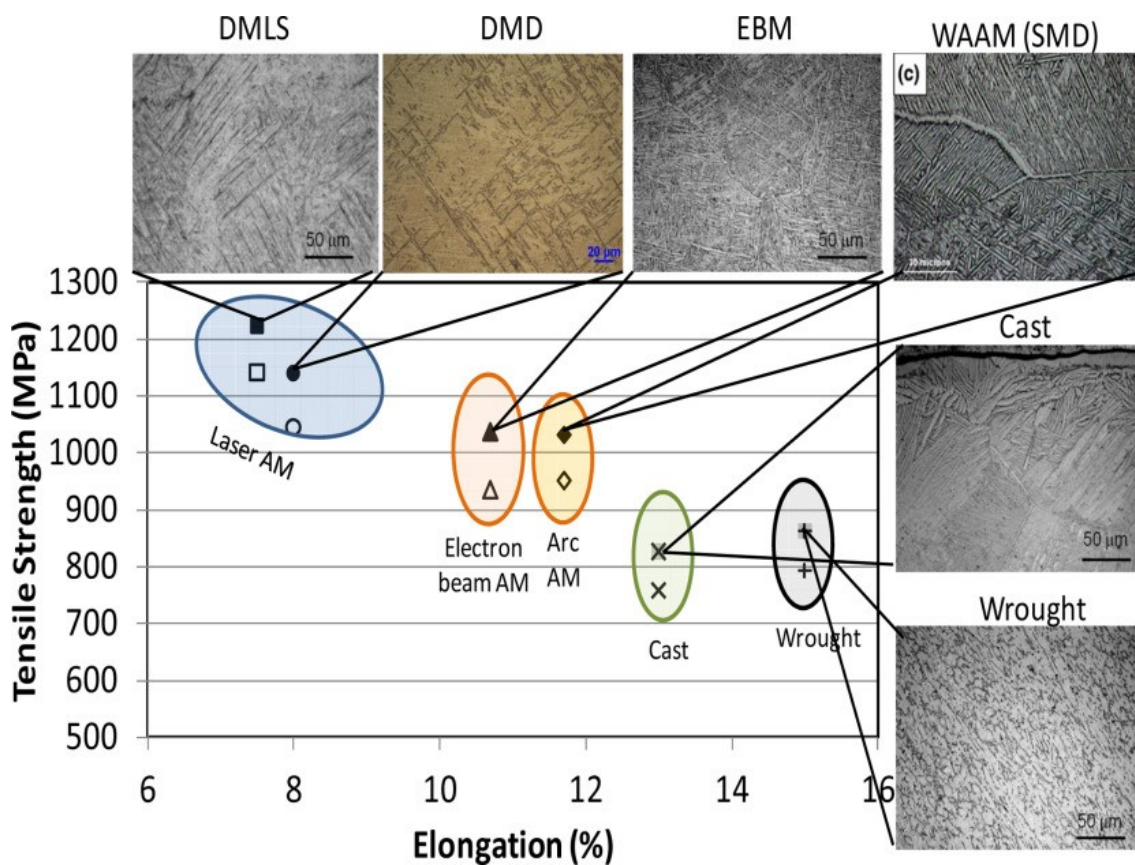 DMLS
DMD
EBM
WAAM (SMD)
(c)
50 µm
20 µm
50 µm
1300
1200
1100
1000
900
800
700
600
500
Tensile Strength (MPa)
Laser AM
Electron
beam AM
Arc
AM
Cast
Wrought
Cast
50 µm
Wrought
50 µm
6
8
10
12
14
16
Elongation (%)